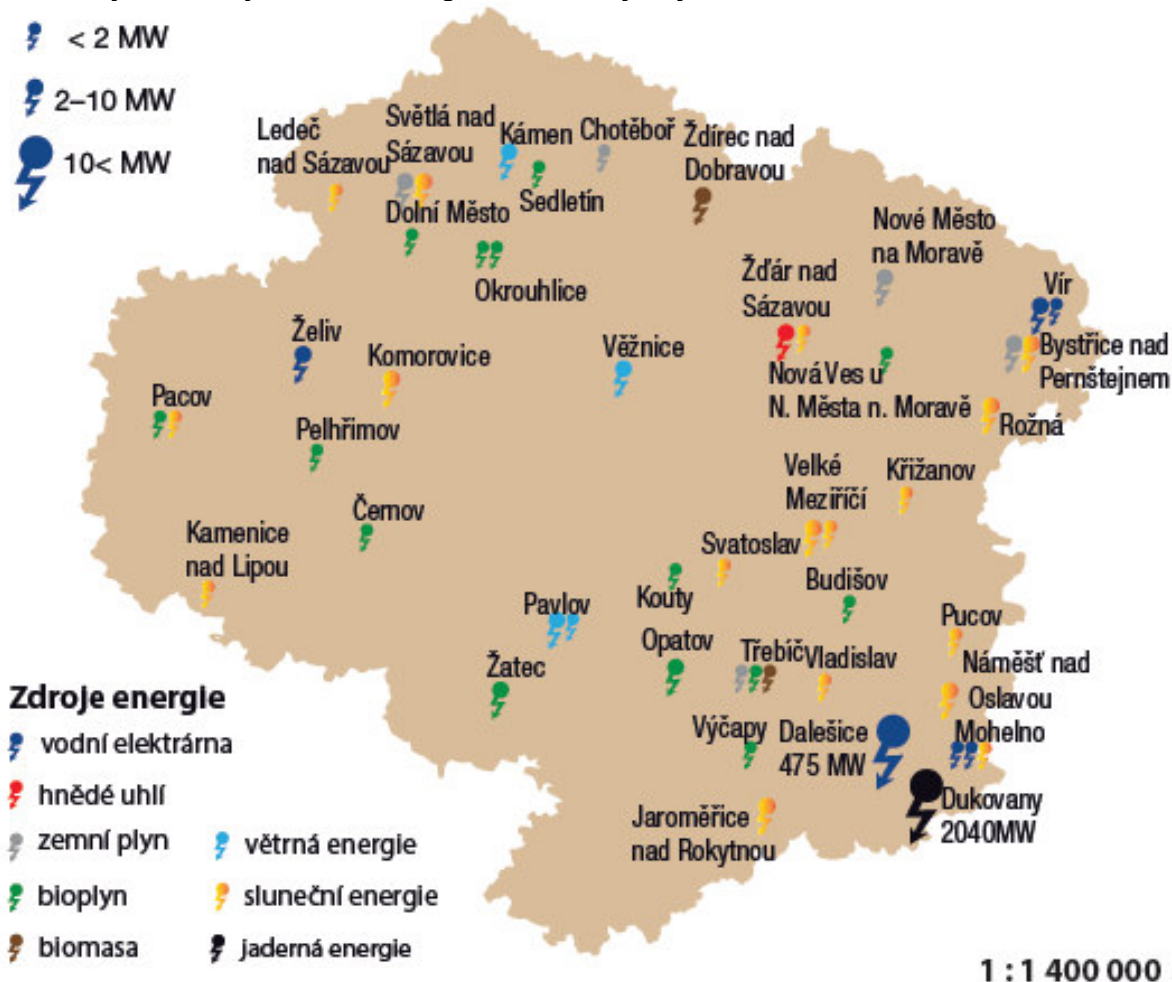 < 2 MW
2–10 MW
10< MW
Ledeč
nad Sázavou
Světlá nad
Sázavou
Kámen
Chotěboř
Ždírec nad
Dobravou
Sedletín
Dolní Město
Okrouhlice
Nové Město
na Moravě
Žďár nad
Sázavou
Vír
Želiv
Komorovice
Věžnice
Bystřice nad
Pernštejnem
Nová Ves u
N. Města n. Moravě
Pacov
Pelhřimov
Rožná
Velké
Meziříčí
Křižanov
Černov
Kamenice
nad Lipou
Svatoslav
Kouty
Budišov
Pavlov
Pucov
Opatov
Třebíč
Vladislav
Náměšť nad
Oslavou
Žatec
Výčapy
Dalešice
475 MW
Mohelno
Dukovany
2040MW
Jaroměřice
nad Rokytnou
Zdroje energie
vodní elektrárna
hnědé uhlí
zemní plyn
bioplyn
biomasa
větrná energie
sluneční energie
jaderná energie
1 : 1 400 000